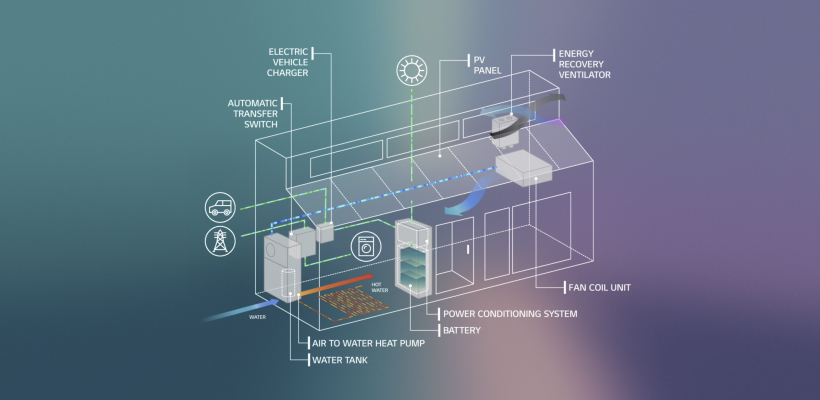 ELECTRIC
VEHICLE
CHARGER
PV
PANEL
ENERGY
RECOVERY
VENTILATOR
AUTOMATIC
TRANSFER
SWITCH
HOT
WATER
WATER
FAN COIL UNIT
POWER CONDITIONING SYSTEM
BATTERY
AIR TO WATER HEAT PUMP
WATER TANK